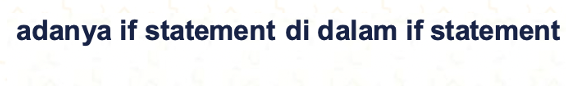 adanya if statement di dalam if statement